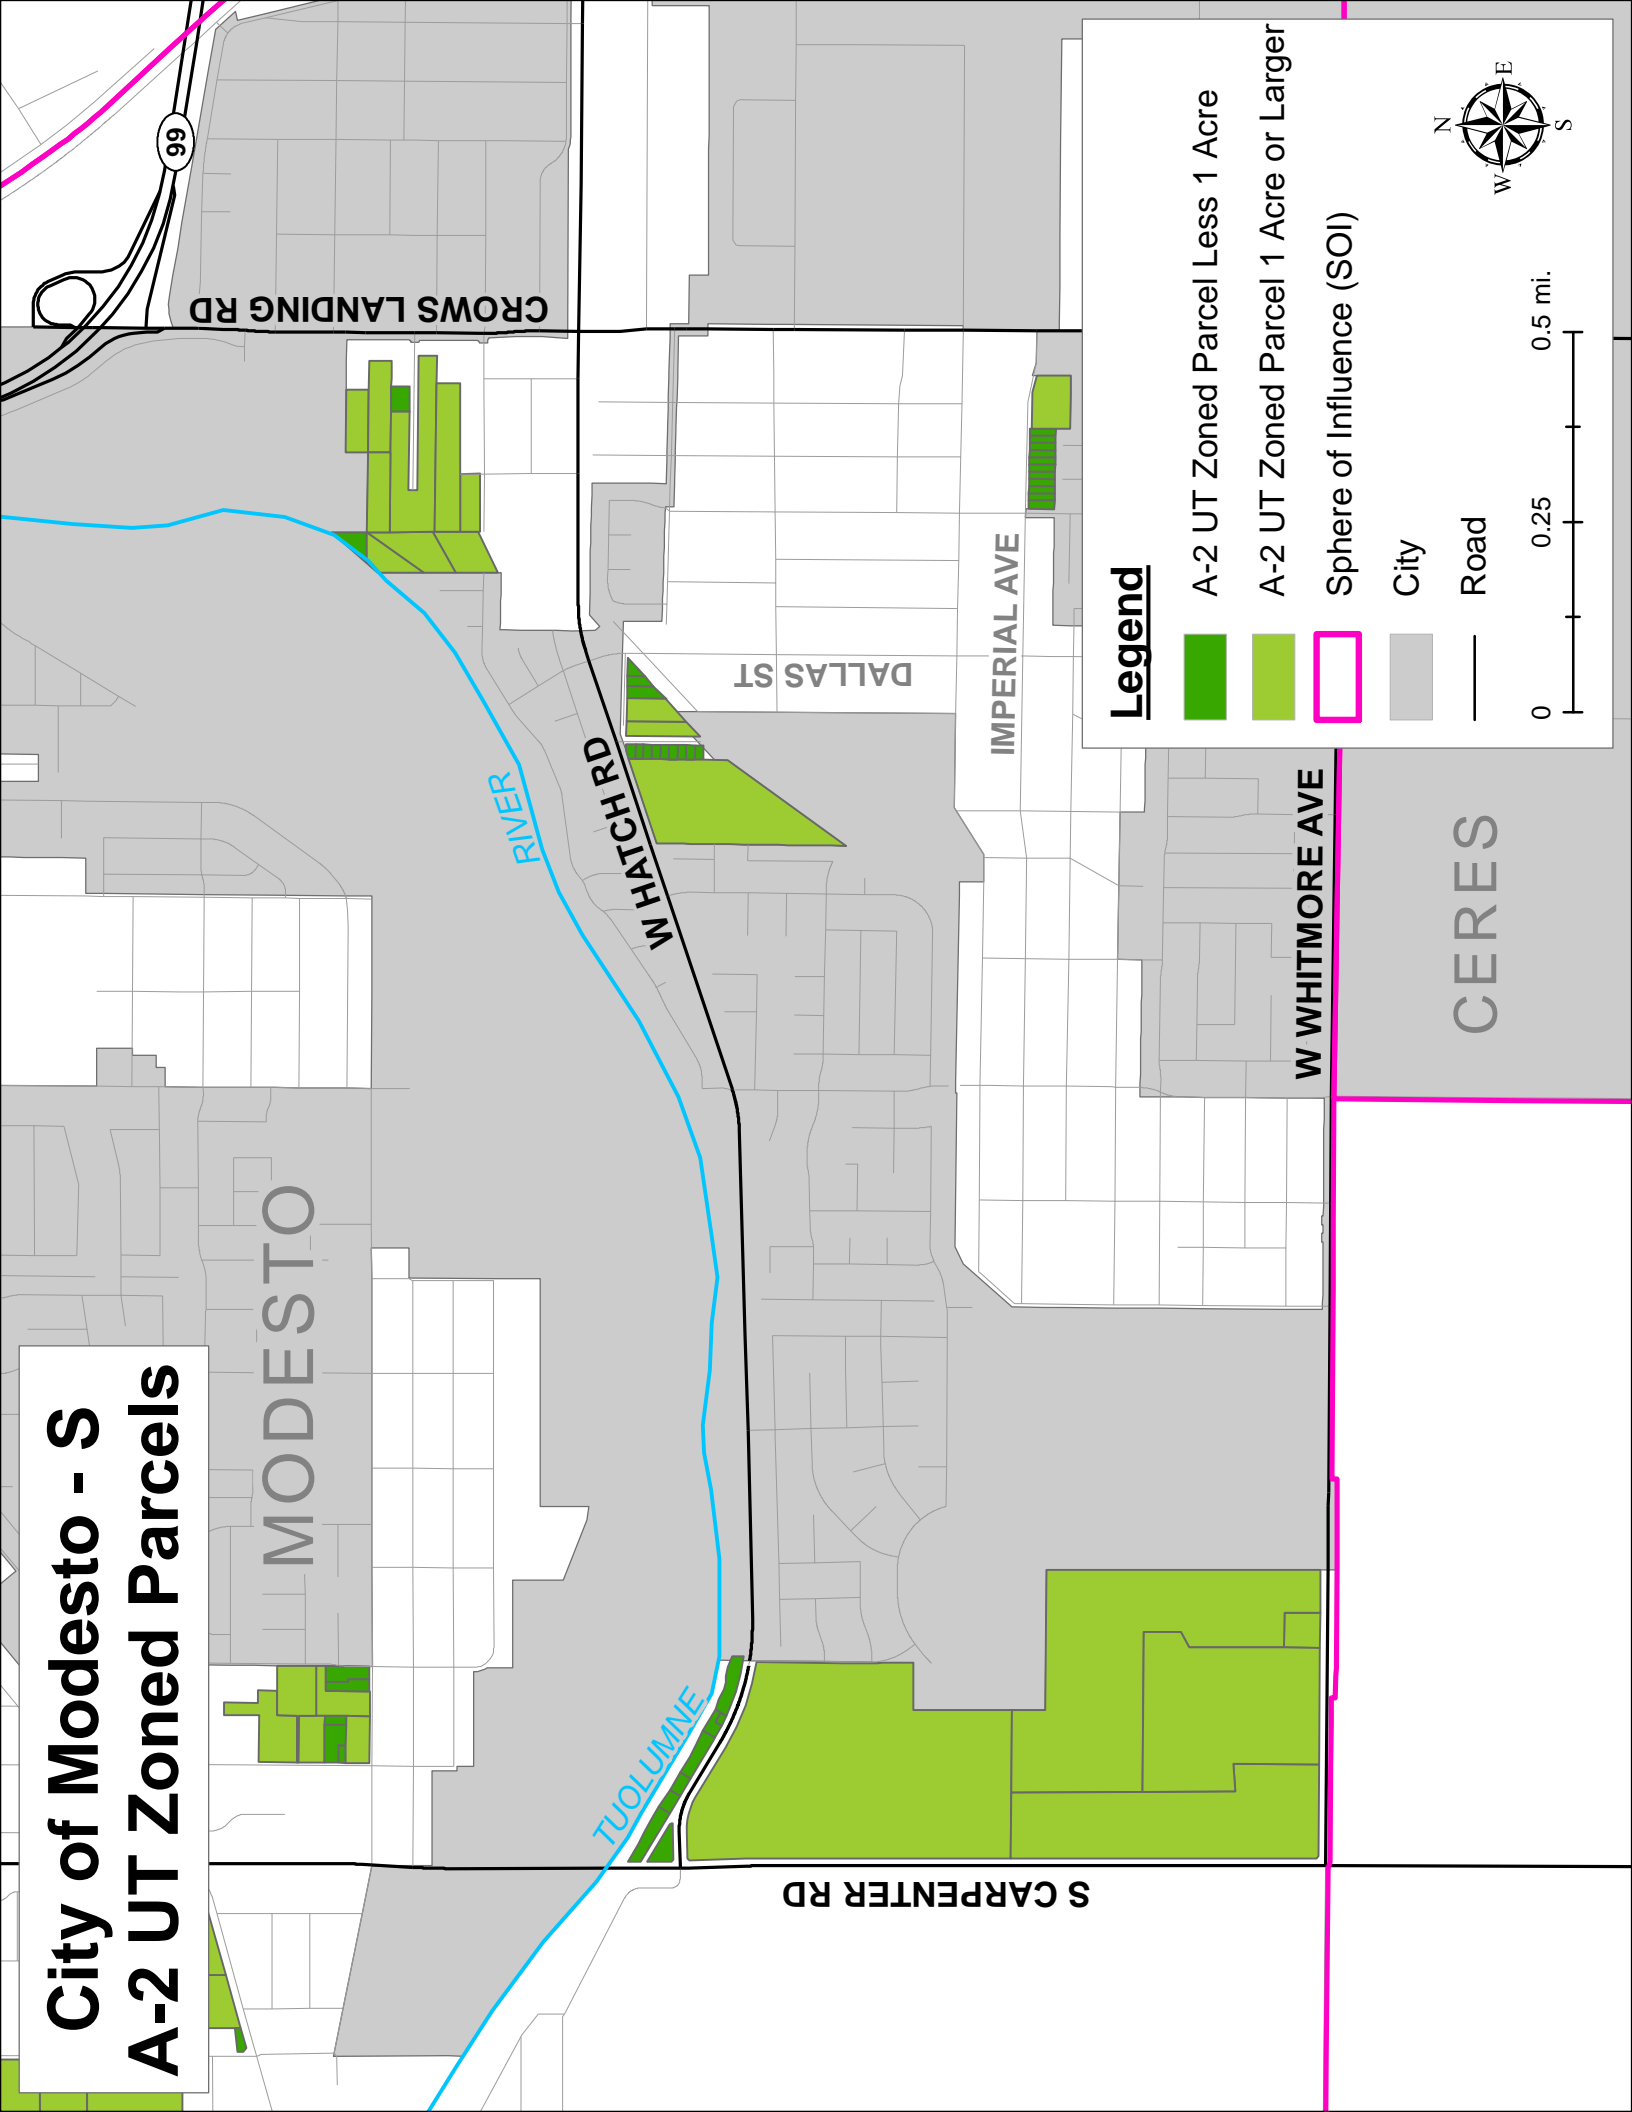 City of Modesto - S
A-2 UT Zoned Parcels
99
CROWS LANDING RD
MODESTO
RIVER
W HATCH RD
DALLAS ST
IMPERIAL AVE
TUOLUMNE
S CARPENTER RD
W WHITMORE AVE
CERES
Legend
A-2 UT Zoned Parcel Less 1 Acre
A-2 UT Zoned Parcel 1 Acre or Larger
Sphere of Influence (SOI)
City
Road
0 0.25 0.5 mi.
N
W E
S